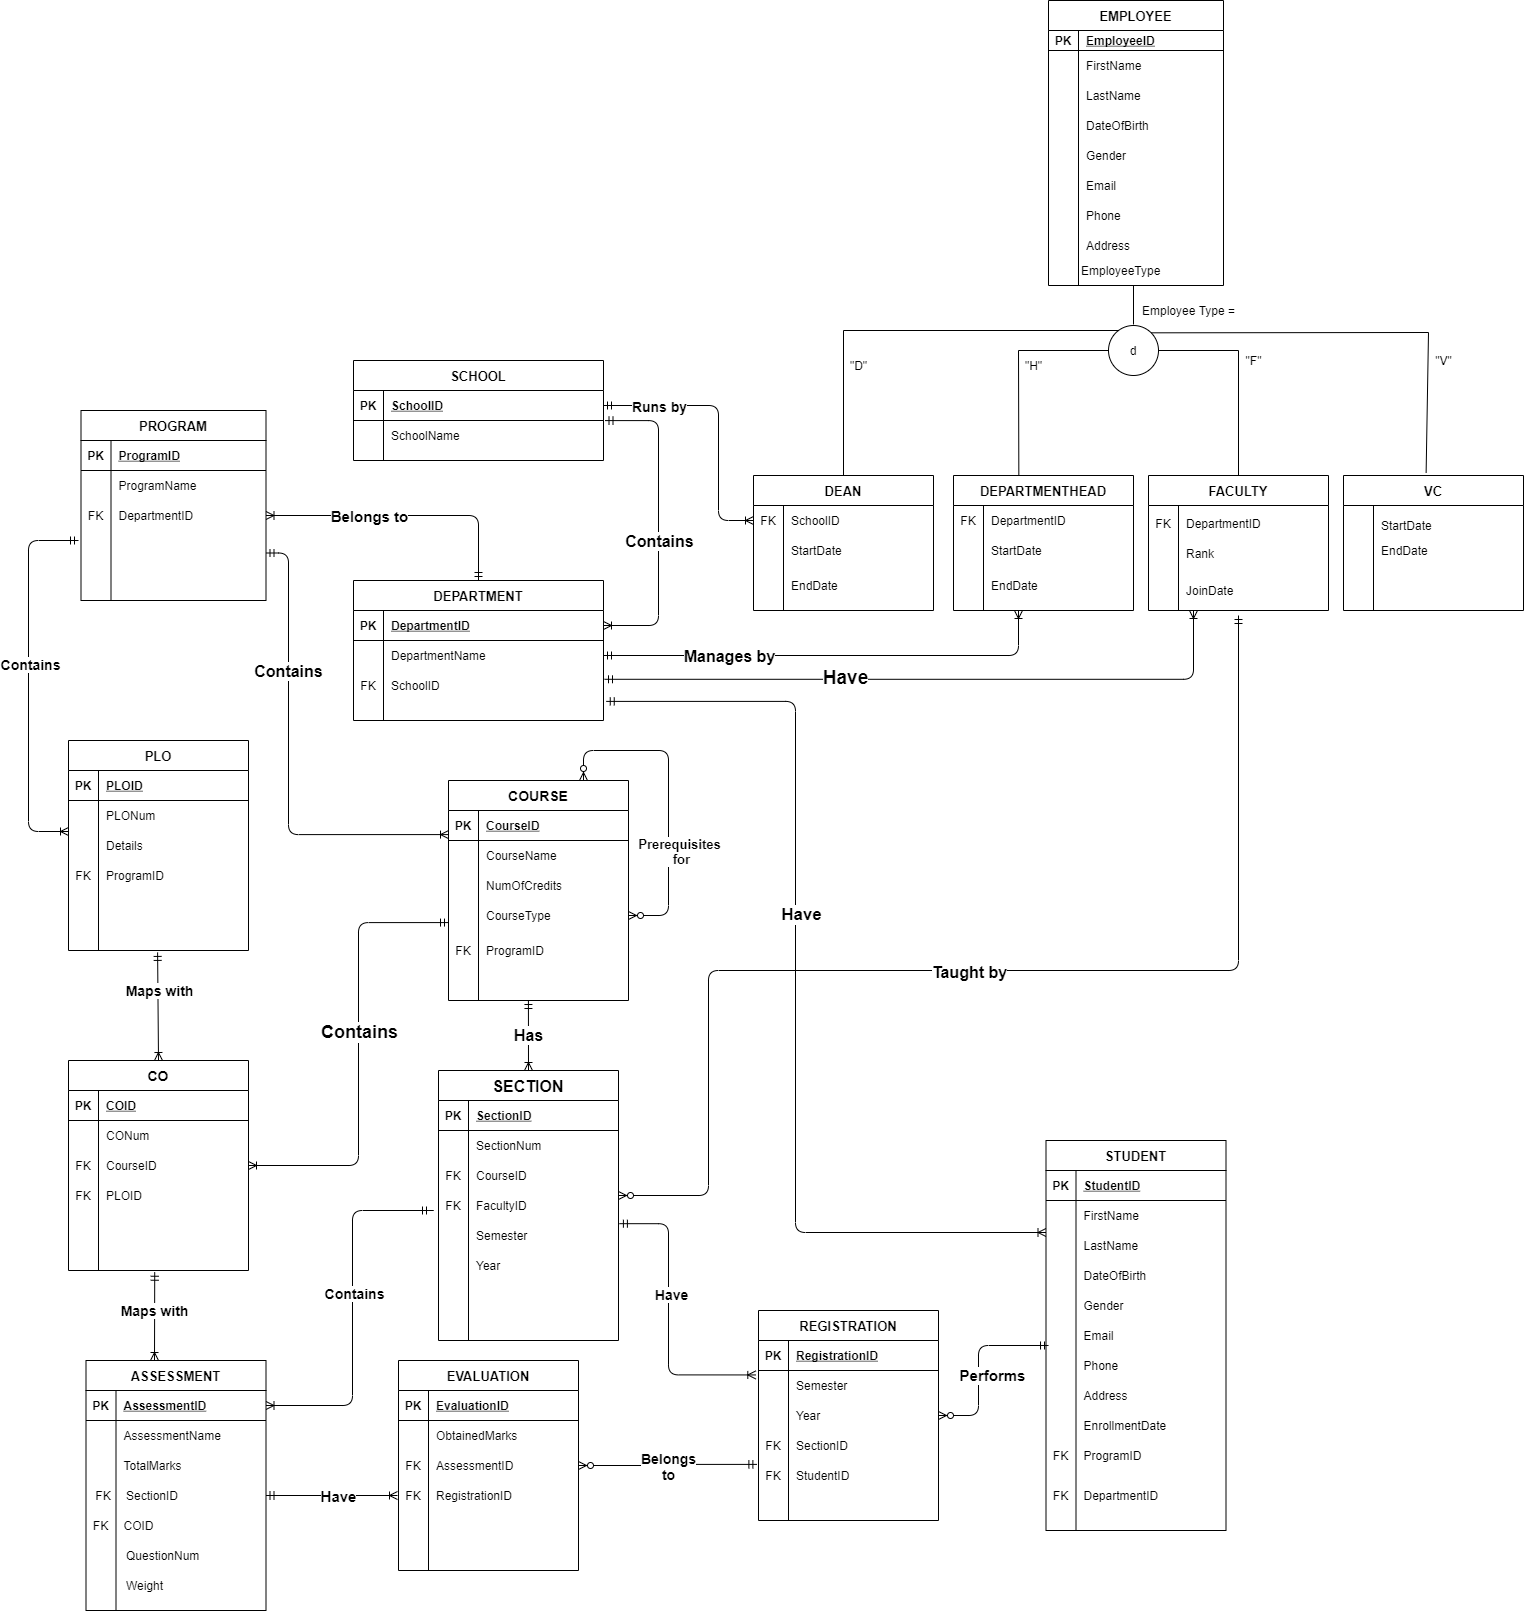 EMPLOYEE
PK EmployeeID
FirstName
LastName
DateOfBirth
Gender
Email
Phone
Address
EmployeeType
Employee Type =
d
"D"
"H"
"F"
"V"
SCHOOL
PK SchoolID
SchoolName
Runs by
Contains
PROGRAM
PK ProgramID
ProgramName
FK DepartmentID
Belongs to
Contains
Contains
DEAN
FK SchoolID
StartDate
EndDate
DEPARTMENTHEAD
FK DepartmentID
StartDate
EndDate
FACULTY
FK DepartmentID
Rank
JoinDate
VC
StartDate
EndDate
DEPARTMENT
PK DepartmentID
DepartmentName
FK SchoolID
Manages by
Have
Have
PLO
PK PLOID
PLONum
Details
FK ProgramID
Maps with
COURSE
PK CourseID
CourseName
NumOfCredits
CourseType
FK ProgramID
Prerequisites
for
Taught by
Contains
Has
CO
PK COID
CONum
FK CourseID
FK PLOID
Maps with
SECTION
PK SectionID
SectionNum
FK CourseID
FK FacultyID
Semester
Year
Contains
Have
STUDENT
PK StudentID
FirstName
LastName
DateOfBirth
Gender
Email
Phone
Address
EnrollmentDate
FK ProgramID
FK DepartmentID
Performs
REGISTRATION
PK RegistrationID
Semester
Year
FK SectionID
FK StudentID
Belongs
to
ASSESSMENT
PK AssessmentID
AssessmentName
TotalMarks
FK SectionID
FK COID
QuestionNum
Weight
Have
EVALUATION
PK EvaluationID
ObtainedMarks
FK AssessmentID
FK RegistrationID